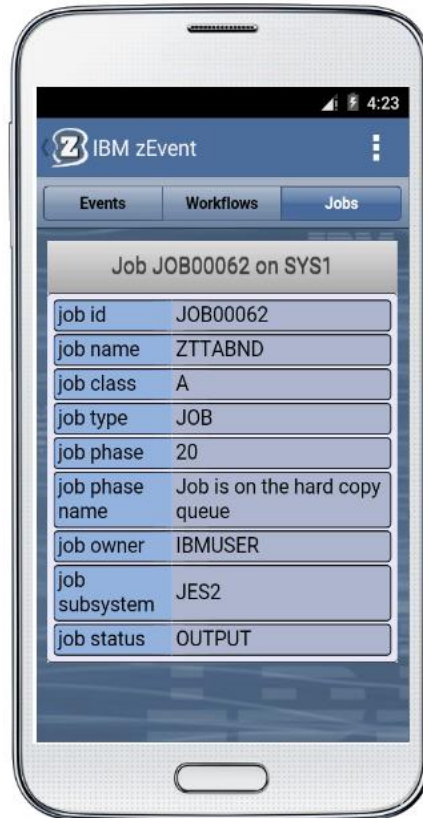 4:23
Z IBM zEvent
Events Workflows Jobs
Job JOB00062 on SYS1
job id JOB00062
job name ZTTABND
job class A
job type JOB
job phase 20
job phase name Job is on the hard copy queue
job owner IBMUSER
job subsystem JES2
job status OUTPUT